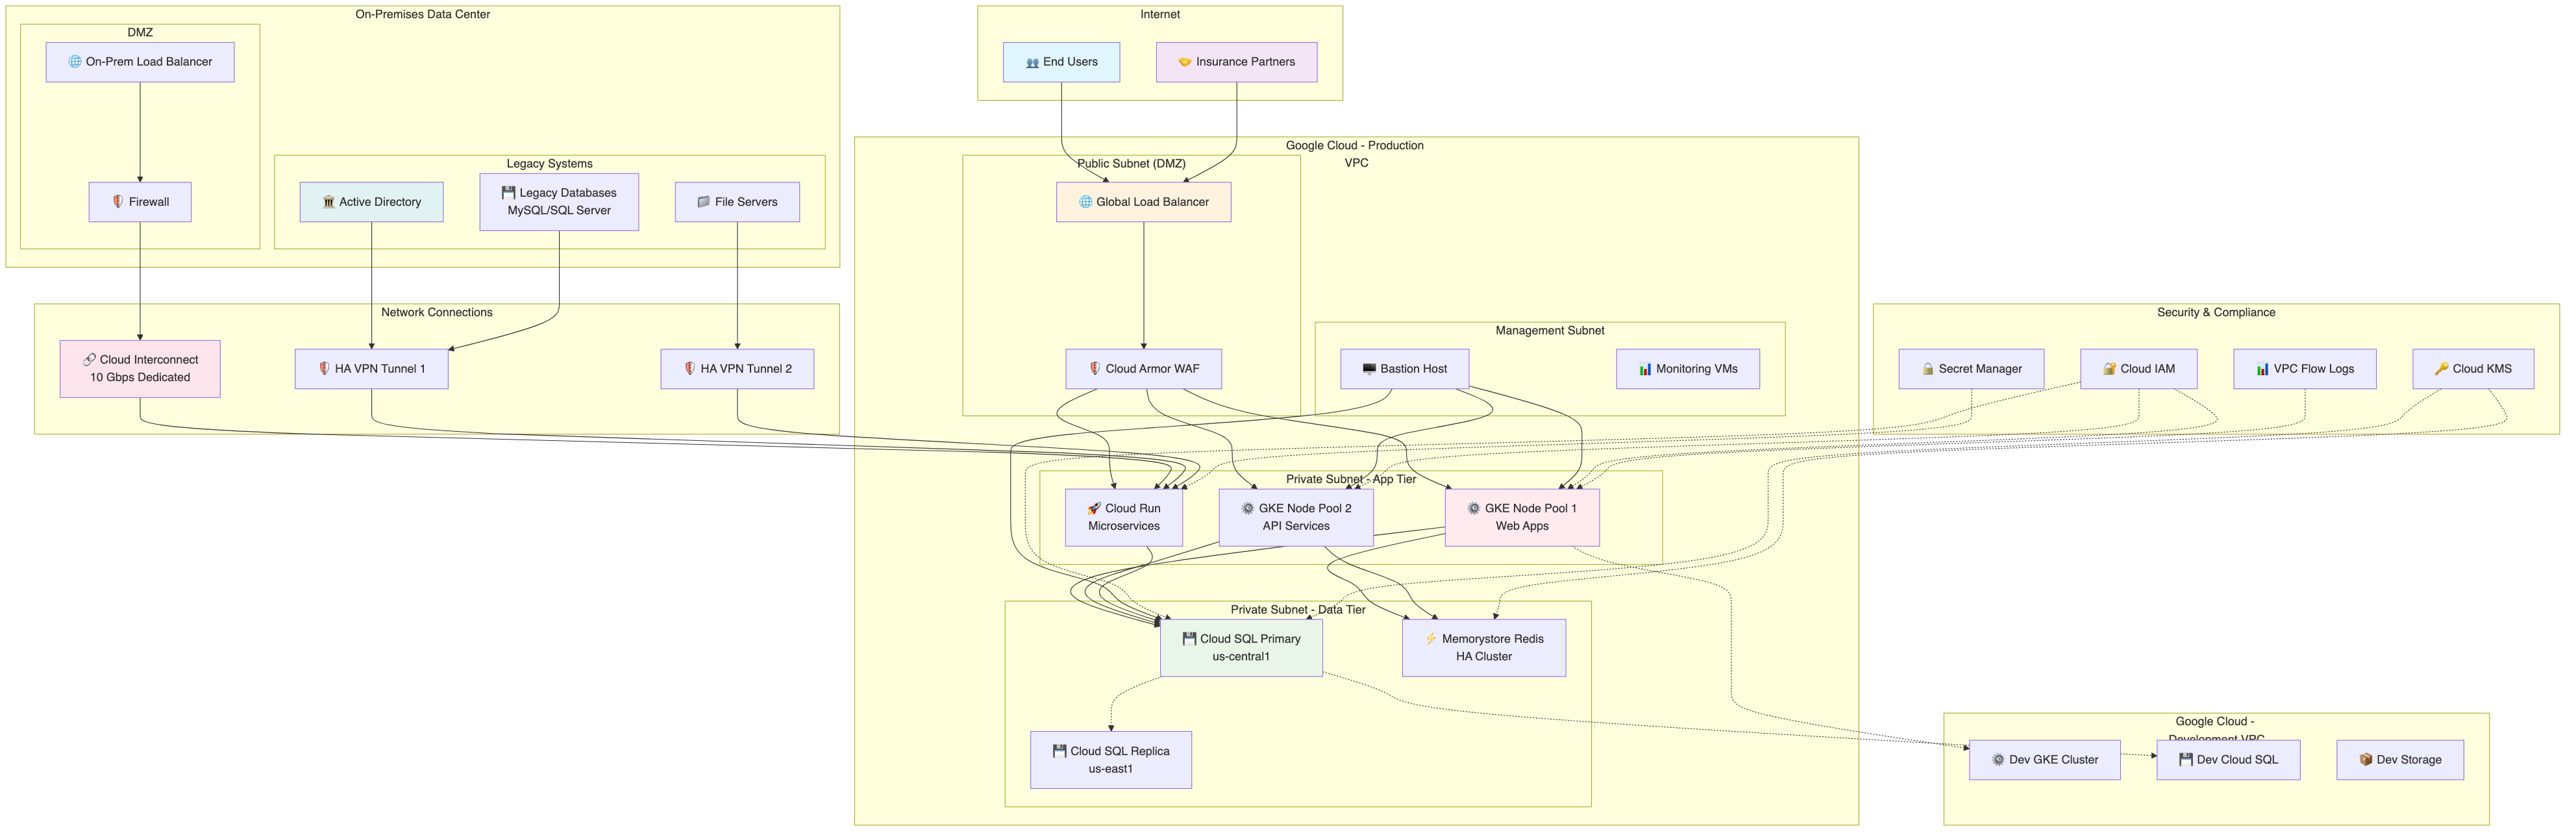 On-Premises Data Center
DMZ
🌐 On-Prem Load Balancer
🛡️ Firewall
Legacy Systems
🏛️ Active Directory
💾 Legacy Databases
MySQL/SQL Server
📁 File Servers
Internet
👥 End Users
🤝 Insurance Partners
Network Connections
🔗 Cloud Interconnect
10 Gbps Dedicated
🛡️ HA VPN Tunnel 1
🛡️ HA VPN Tunnel 2
Google Cloud - Production
VPC
Public Subnet (DMZ)
🌐 Global Load Balancer
🛡️ Cloud Armor WAF
Management Subnet
🖥️ Bastion Host
📊 Monitoring VMs
Security & Compliance
🔒 Secret Manager
🔐 Cloud IAM
📊 VPC Flow Logs
🔑 Cloud KMS
Private Subnet - App Tier
🚀 Cloud Run
Microservices
⚙️ GKE Node Pool 2
API Services
⚙️ GKE Node Pool 1
Web Apps
Private Subnet - Data Tier
💾 Cloud SQL Primary
us-central1
⚡ Memorystore Redis
HA Cluster
💾 Cloud SQL Replica
us-east1
Google Cloud -
Development VPC
⚙️ Dev GKE Cluster
💾 Dev Cloud SQL
📦 Dev Storage